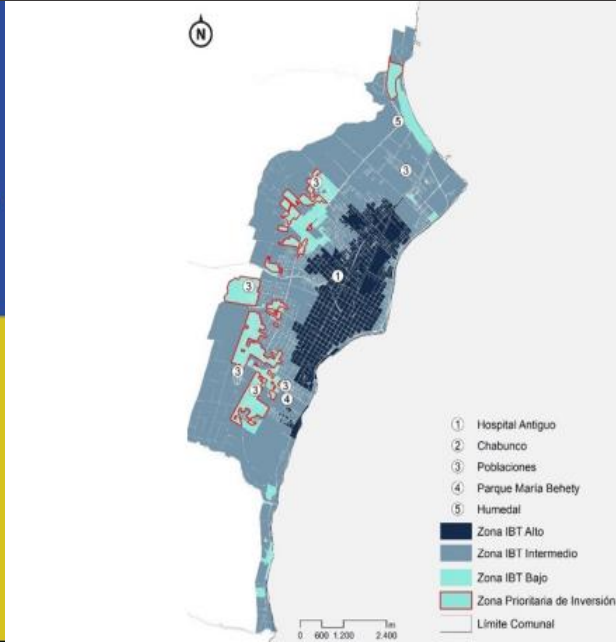 N
5
3
3
1
3
3
3
3
4
1 Hospital Antiguo
2 Chabunco
3 Poblaciones
4 Parque María Behety
5 Humedal
Zona IBT Alto
Zona IBT Intermedio
Zona IBT Bajo
Zona Prioritaria de Inversión
Límite Comunal
m
0 600 1.200 2.400